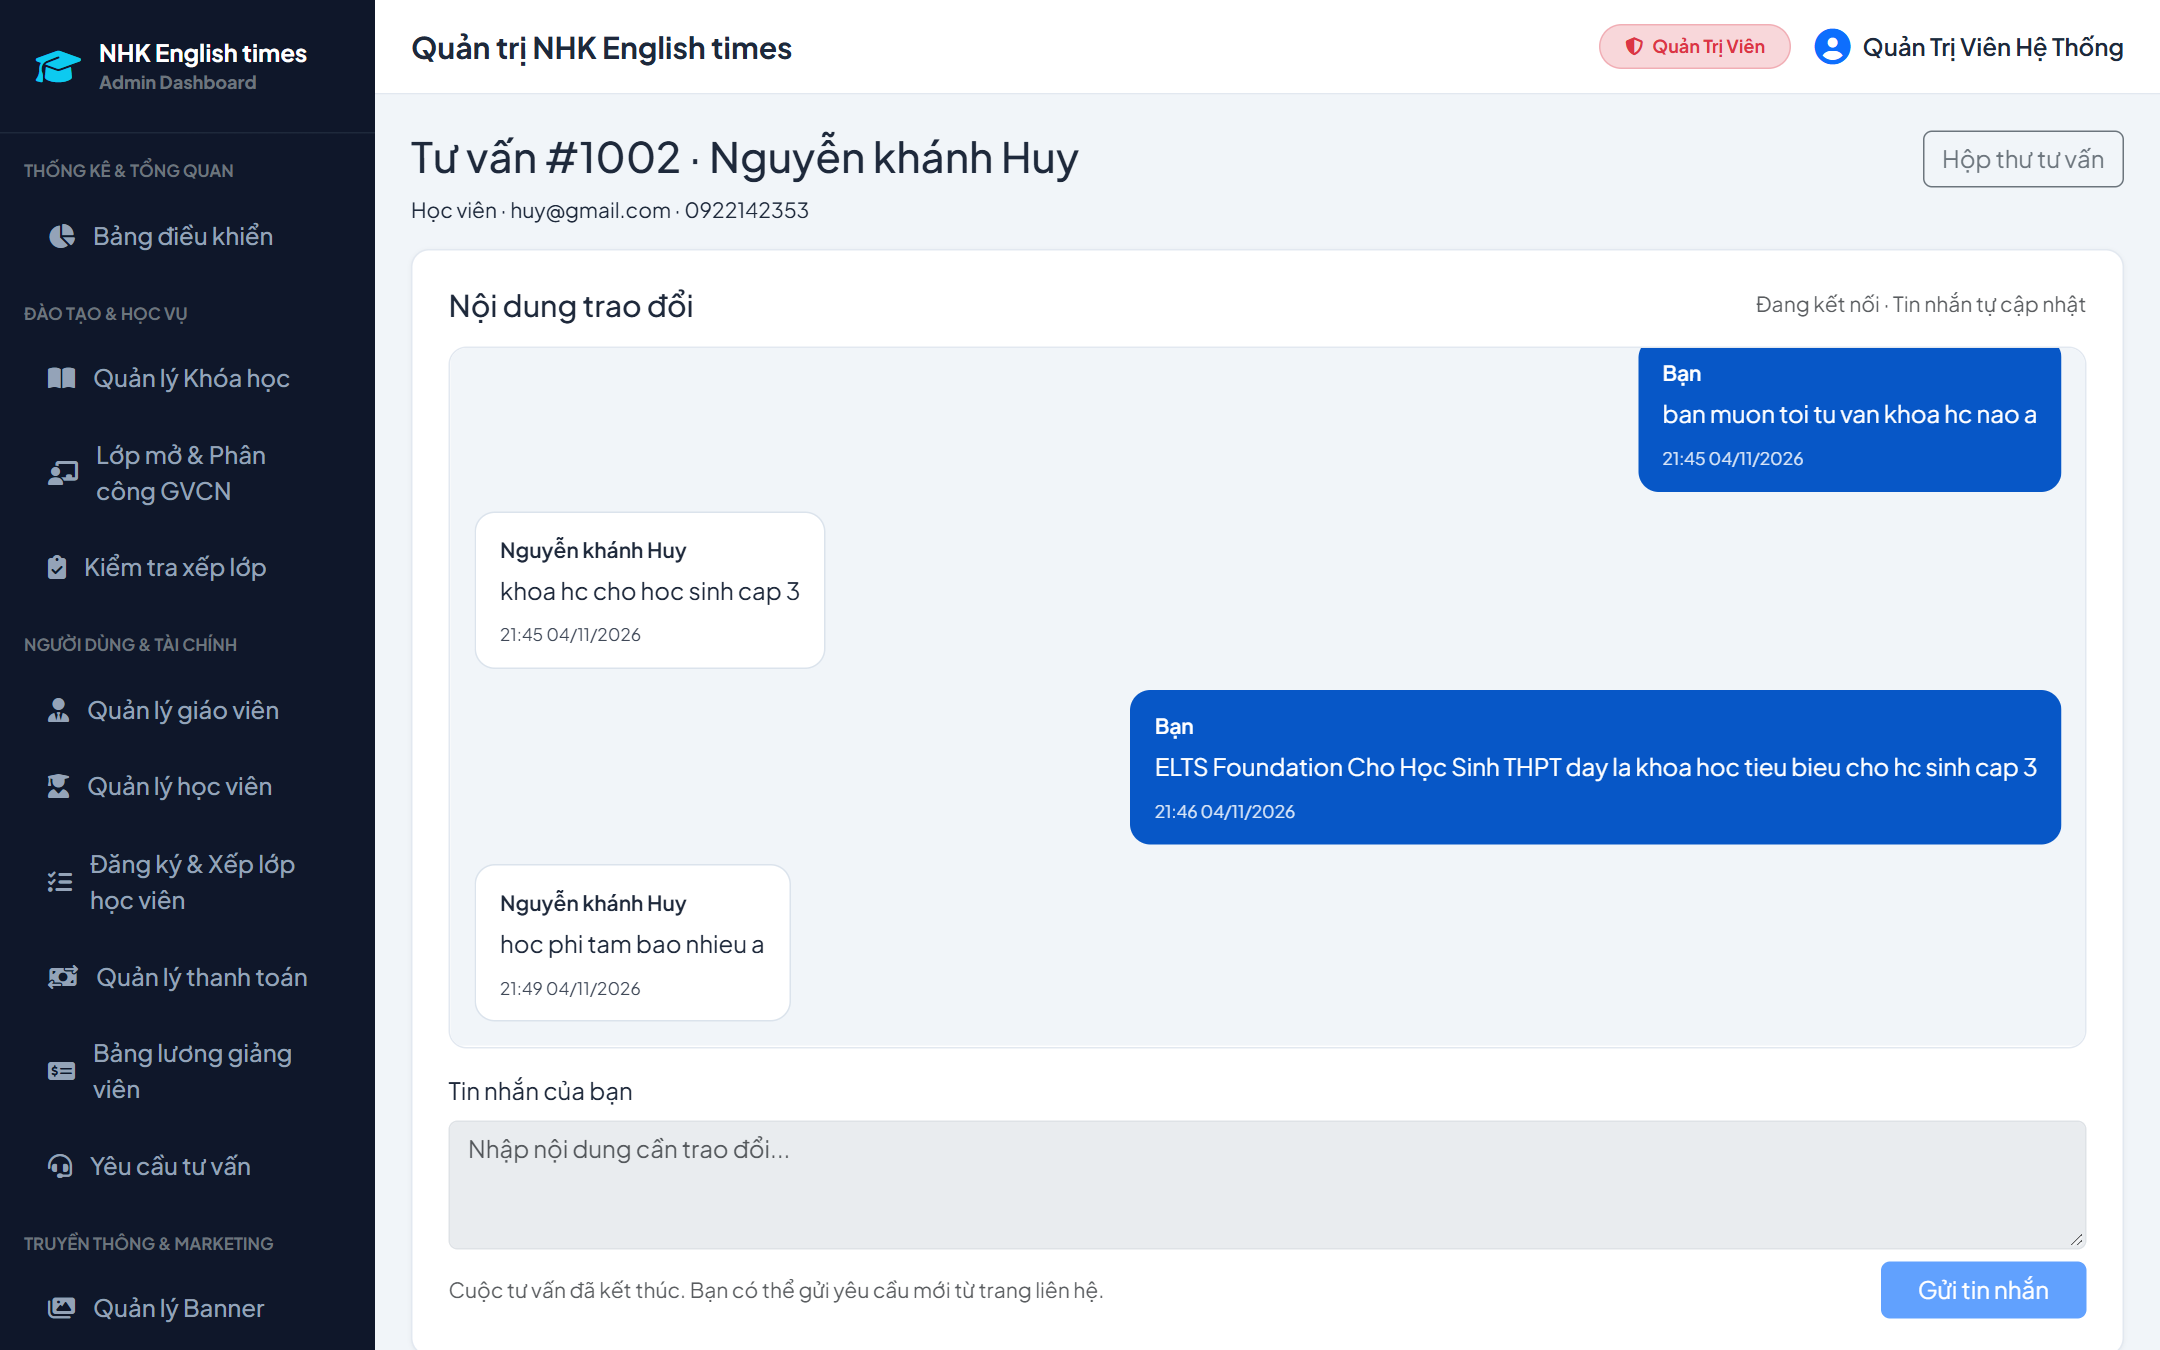 NHK English times
Admin Dashboard
THỐNG KÊ & TỔNG QUAN
Bảng điều khiển
ĐÀO TẠO & HỌC VỤ
Quản lý Khóa học
Lớp mở & Phân
công GVCN
Kiểm tra xếp lớp
NGƯỜI DÙNG & TÀI CHÍNH
Quản lý giáo viên
Quản lý học viên
Đăng ký & Xếp lớp
học viên
Quản lý thanh toán
Bảng lương giảng
viên
Yêu cầu tư vấn
TRUYỀN THÔNG & MARKETING
Quản lý Banner
Quản trị NHK English times
Quản Trị Viên
Quản Trị Viên Hệ Thống
Tư vấn #1002 · Nguyễn khánh Huy
Hộp thư tư vấn
Học viên · huy@gmail.com · 0922142353
Nội dung trao đổi
Đang kết nối · Tin nhắn tự cập nhật
Bạn
ban muon toi tu van khoa hc nao a
21:45 04/11/2026
Nguyễn khánh Huy
khoa hc cho hoc sinh cap 3
21:45 04/11/2026
Bạn
ELTS Foundation Cho Học Sinh THPT day la khoa hoc tieu bieu cho hc sinh cap 3
21:46 04/11/2026
Nguyễn khánh Huy
hoc phi tam bao nhieu a
21:49 04/11/2026
Tin nhắn của bạn
Nhập nội dung cần trao đổi...
Cuộc tư vấn đã kết thúc. Bạn có thể gửi yêu cầu mới từ trang liên hệ.
Gửi tin nhắn